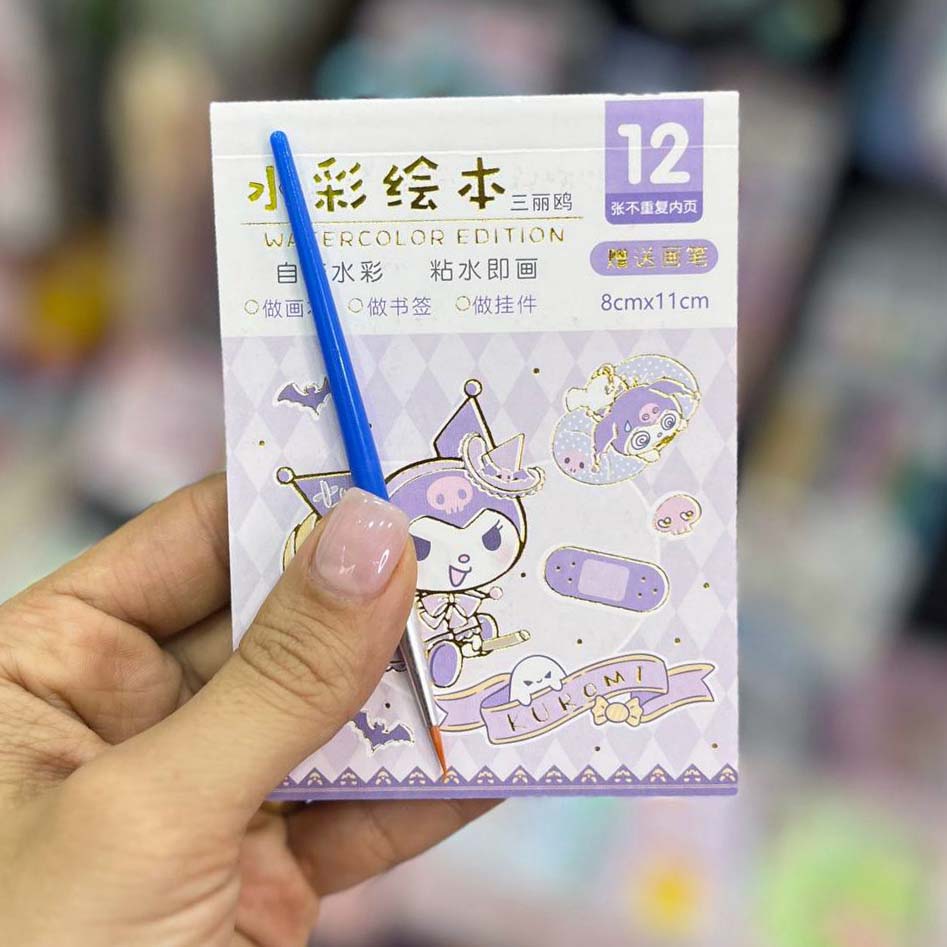 水彩绘本 三丽鸥
WATERCOLOR EDITION
自 水彩 粘水即画
做画 做书签 做挂件
12
张不重复内页
赠送画笔
8cmx11cm
KUROMI